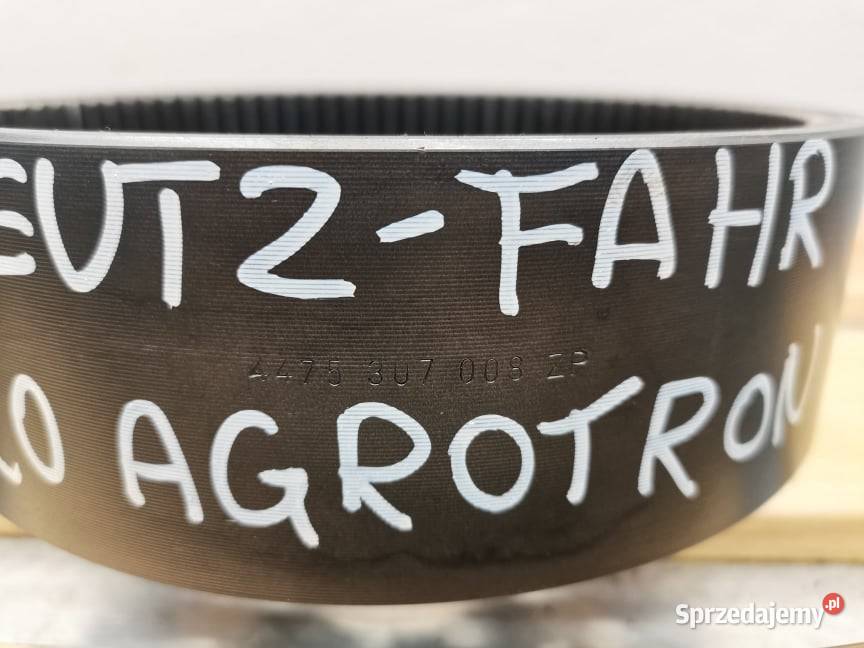 EUTZ-FAHR
4475 307 008 ZP
AGROTRON
Sprzedajemy.pl